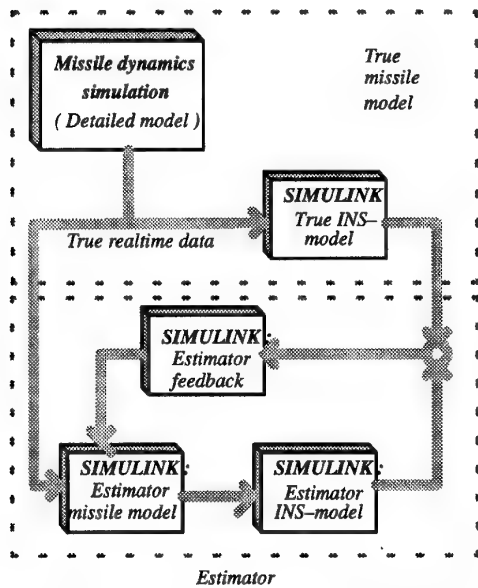 Missile dynamics
simulation
( Detailed model )
True
missile
model
SIMULINK
True INS–
model
True realtime data
SIMULINK:
Estimator
feedback
SIMULINK:
Estimator
missile model
SIMULINK:
Estimator
INS–model
Estimator